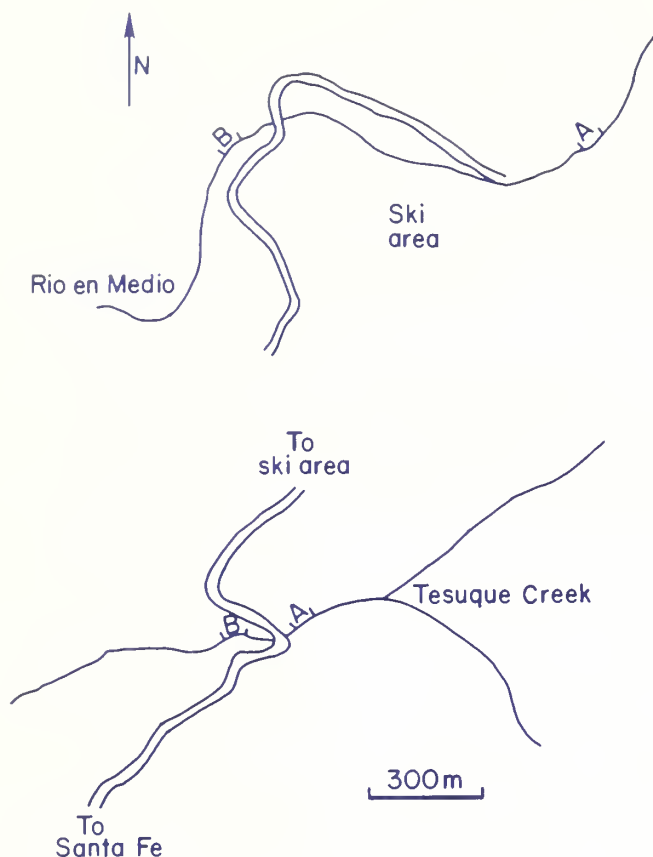 N
B
A
Ski
area
Rio en Medio
To
ski area
A
B
Tesuque Creek
300m
To
Santa Fe